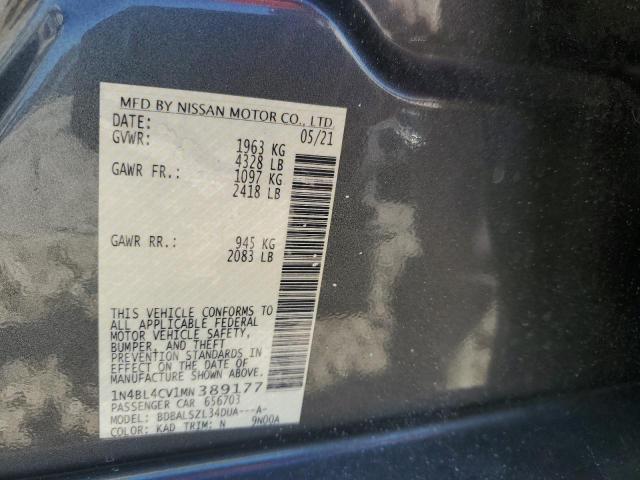 MFD BY NISSAN MOTOR CO., LTD
DATE: 05/21
GVWR: 1963 KG
4328 LB
GAWR FR.: 1097 KG
2418 LB
GAWR RR.: 945 KG
2083 LB
THIS VEHICLE CONFORMS TO
ALL APPLICABLE FEDERAL
MOTOR VEHICLE SAFETY,
BUMPER, AND THEFT
PREVENTION STANDARDS IN
EFFECT ON THE DATE OF
MANUFACTURE SHOWN ABOVE.
1N4BL4CV1MN389177
PASSENGER CAR 656703
MODEL: BDBALSZL34DUA---A-
COLOR: KAD TRIM: N 9N00A